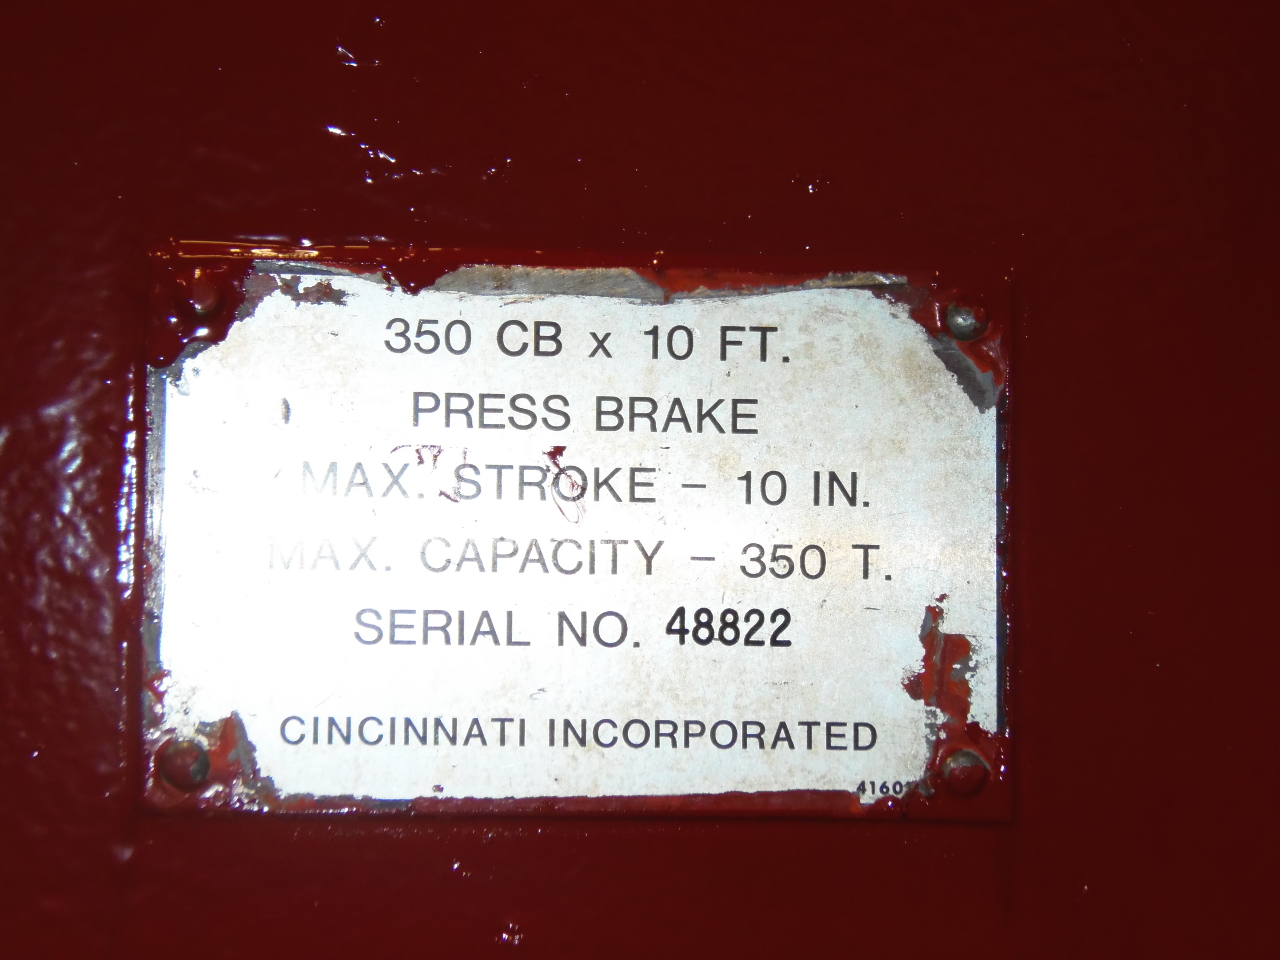 350 CB x 10 FT.
PRESS BRAKE
MAX. STROKE – 10 IN.
MAX. CAPACITY – 350 T.
SERIAL NO. 48822
CINCINNATI INCORPORATED